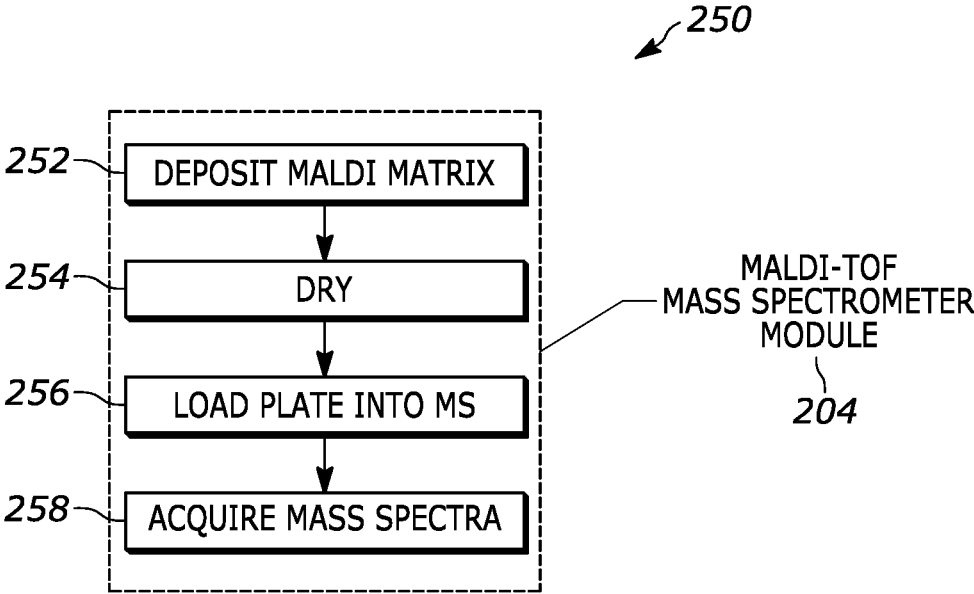 250
252
DEPOSIT MALDI MATRIX
254
DRY
MALDI-TOF
MASS SPECTROMETER
MODULE
204
256
LOAD PLATE INTO MS
258
ACQUIRE MASS SPECTRA